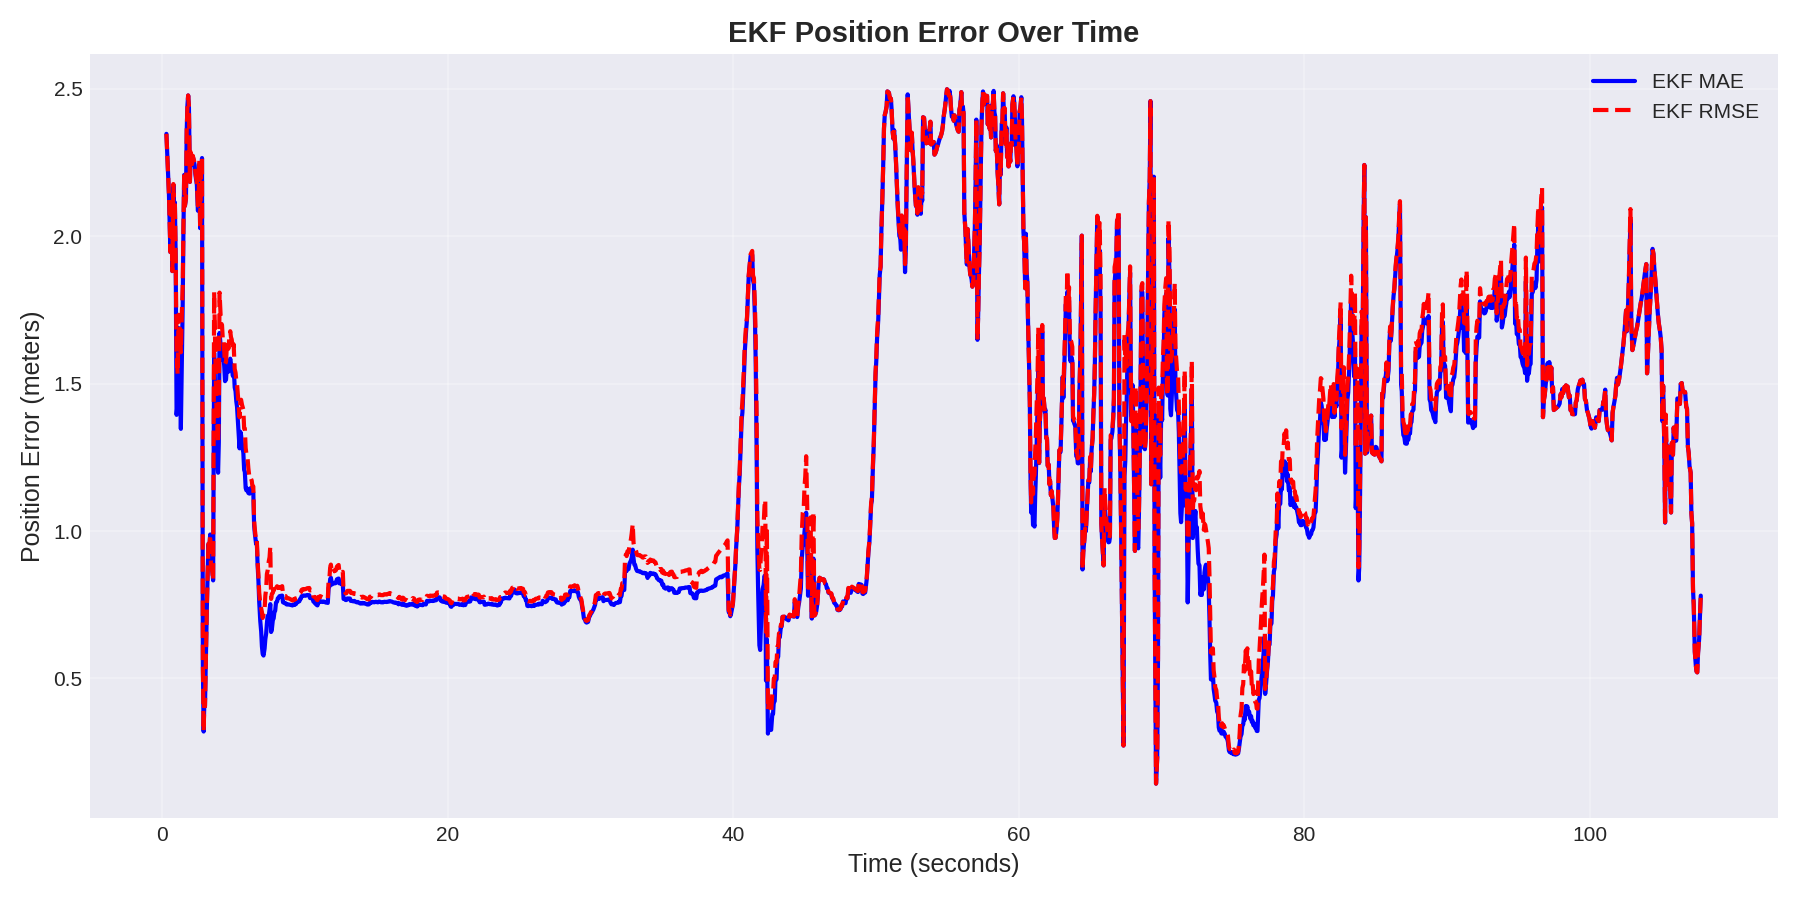 EKF Position Error Over Time
EKF MAE
EKF RMSE
Position Error (meters)
2.5
2.0
1.5
1.0
0.5
0
20
40
60
80
100
Time (seconds)